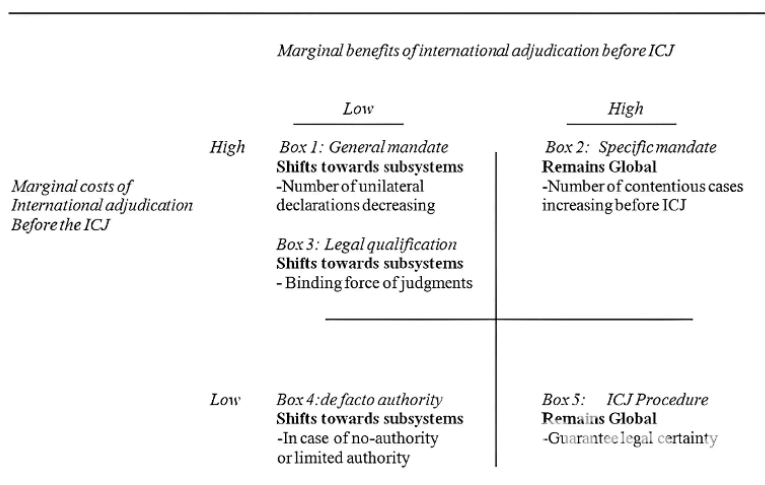 Marginal benefits of international adjudication before ICJ
Low
High
High
Box 1: General mandate
Shifts towards subsystems
-Number of unilateral
declarations decreasing
Box 2: Specific mandate
Remains Global
-Number of contentious cases
increasing before ICJ
Marginal costs of
International adjudication
Before the ICJ
Box 3: Legal qualification
Shifts towards subsystems
- Binding force of judgments
Low
Box 4:de facto authority
Shifts towards subsystems
-In case of no-authority
or limited authority
Box 5: ICJ Procedure
Remains Global
-Guarantee legal certainty